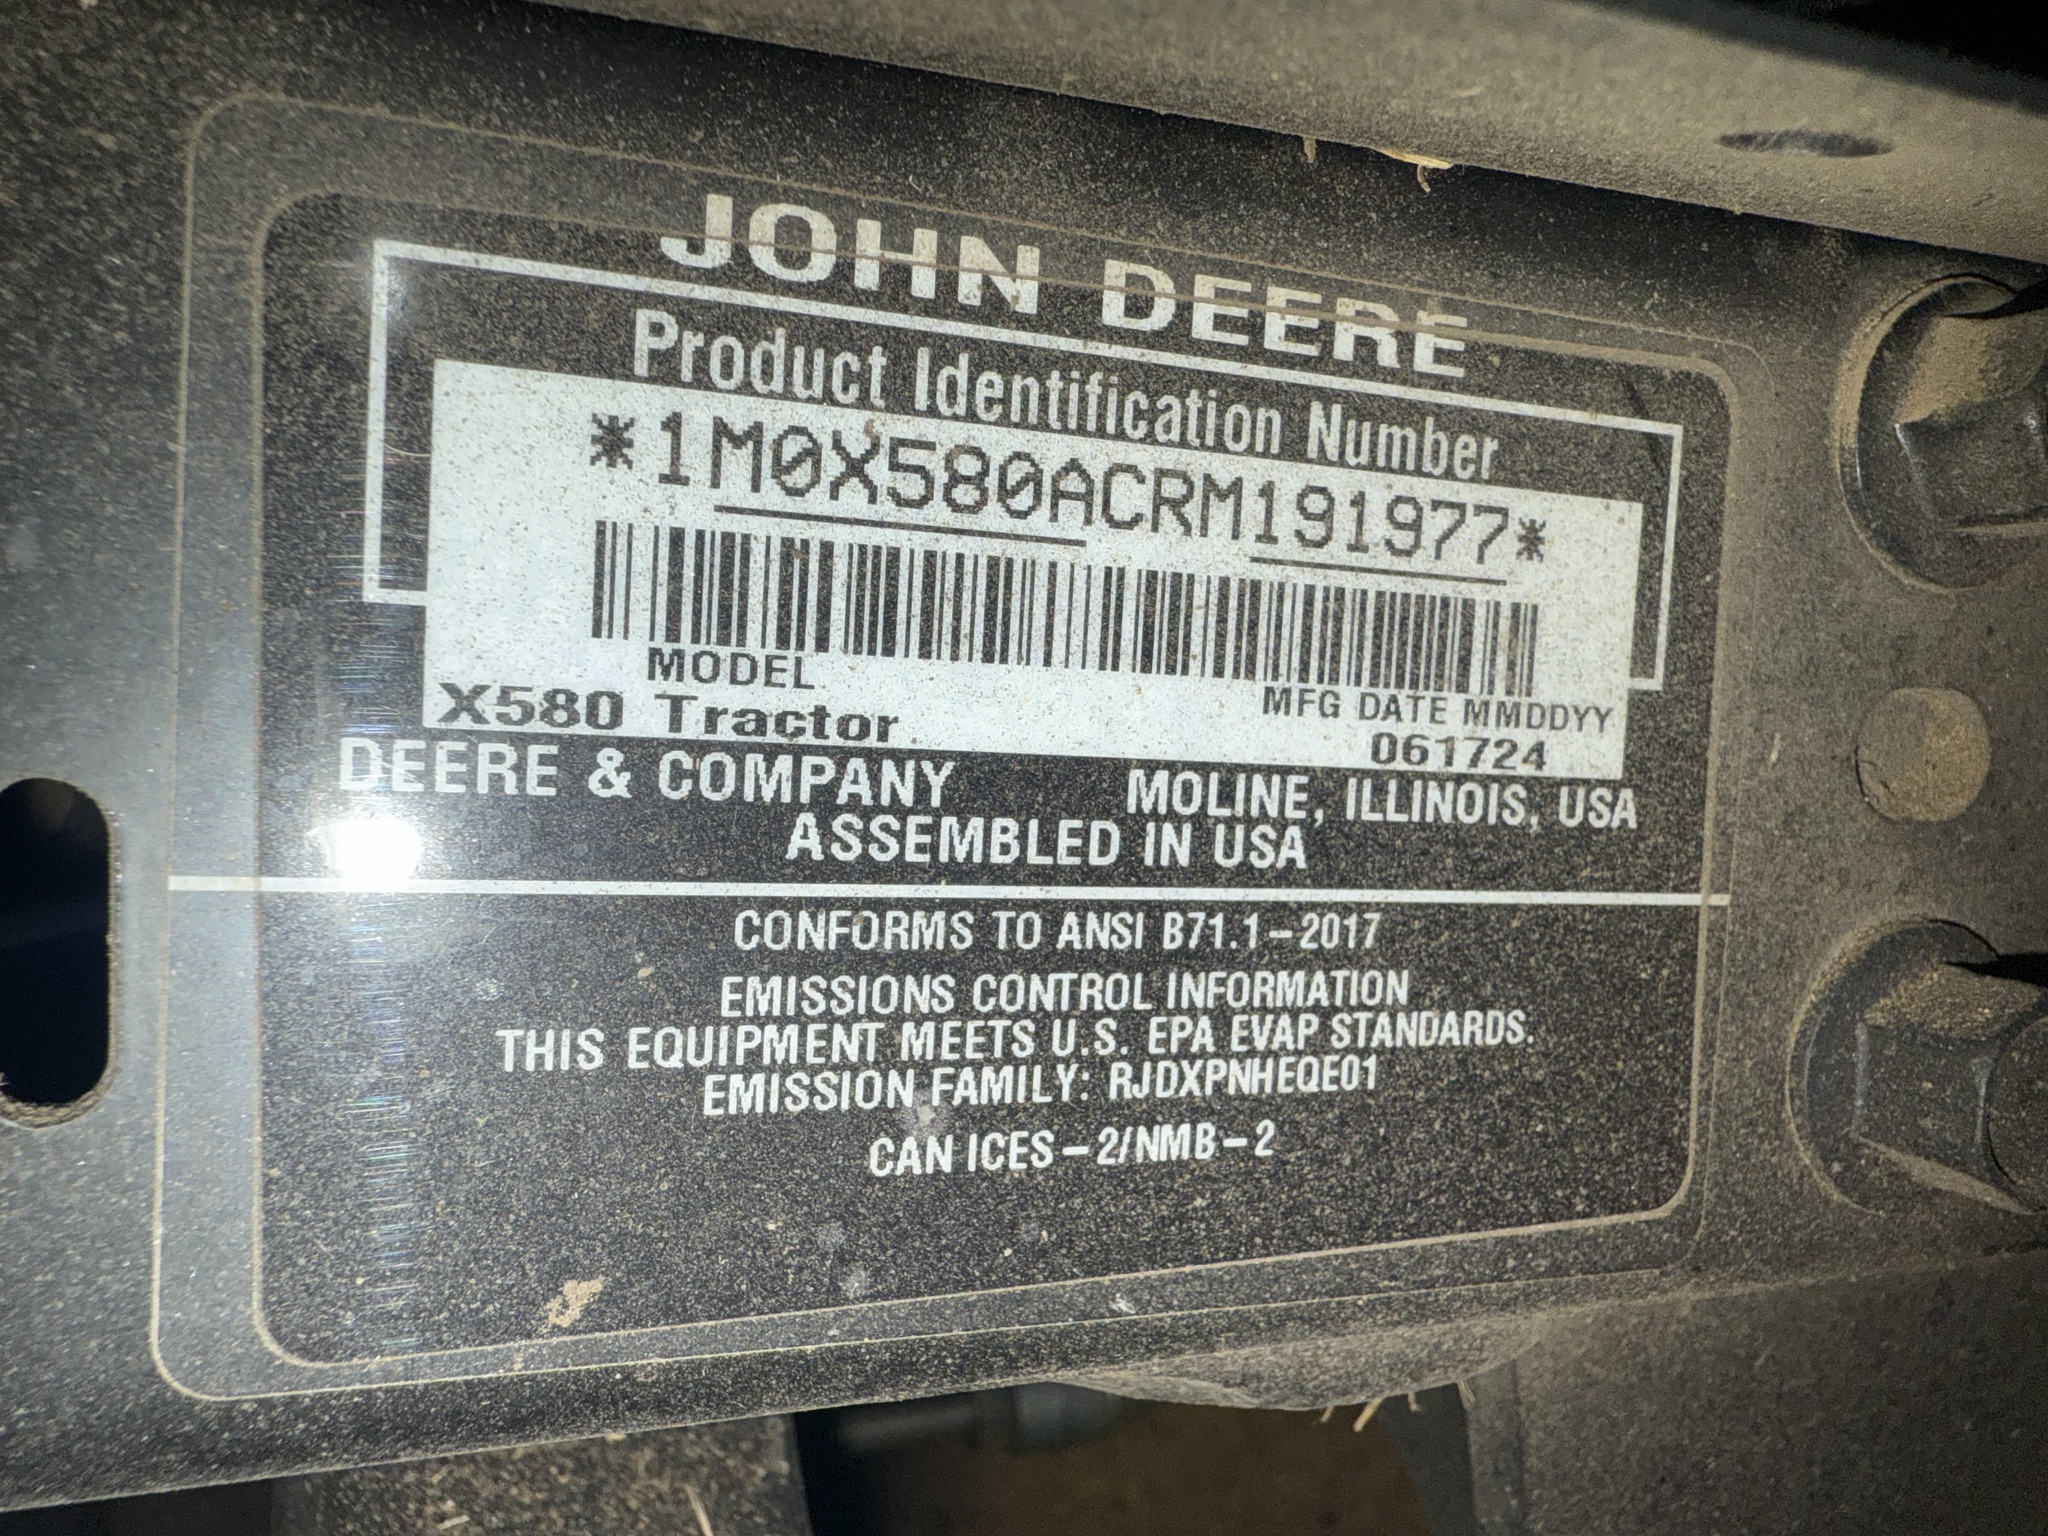 JOHN DEERE
Product Identification Number
*1M0X580ACRM191977*
MODEL
MFG DATE MMDDYY
X580 Tractor
061724
DEERE & COMPANY MOLINE, ILLINOIS, USA
ASSEMBLED IN USA
CONFORMS TO ANSI B71.1-2017
EMISSIONS CONTROL INFORMATION
THIS EQUIPMENT MEETS U.S. EPA EVAP STANDARDS.
EMISSION FAMILY: RJDXPNHEQE01
CAN ICES-2/NMB-2